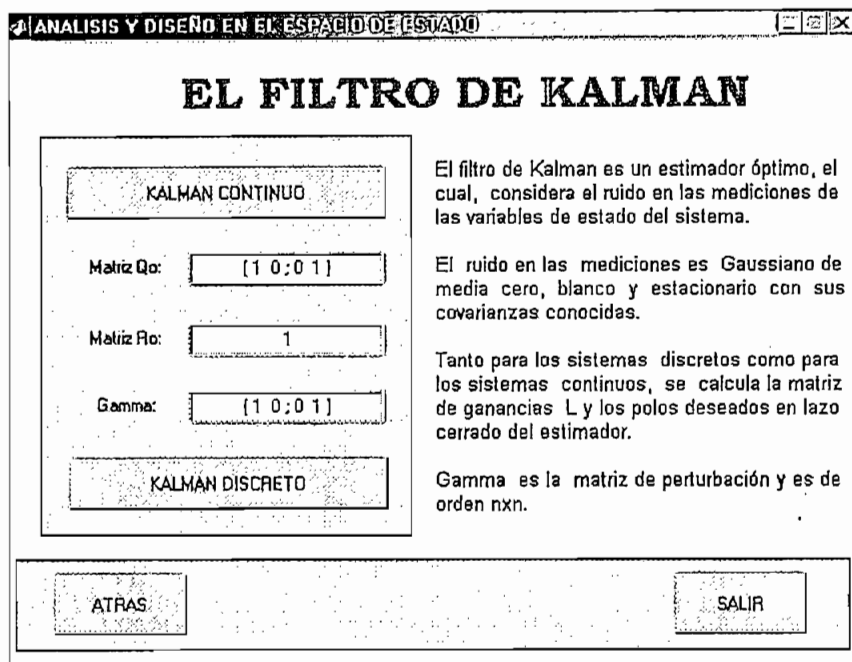 ANALISIS Y DISEÑO EN EL ESPACIO DE ESTADO
EL FILTRO DE KALMAN
KALMAN CONTINUO
Matriz Qo: [1 0;0 1]
Matriz Ro: 1
Gamma: [1 0;0 1]
KALMAN DISCRETO
El filtro de Kalman es un estimador óptimo, el
cual, considera el ruido en las mediciones de
las variables de estado del sistema.
El ruido en las mediciones es Gaussiano de
media cero, blanco y estacionario con sus
covarianzas conocidas.
Tanto para los sistemas discretos como para
los sistemas continuos, se calcula la matriz
de ganancias L y los polos deseados en lazo
cerrado del estimador.
Gamma es la matriz de perturbación y es de
orden nxn.
ATRAS
SALIR